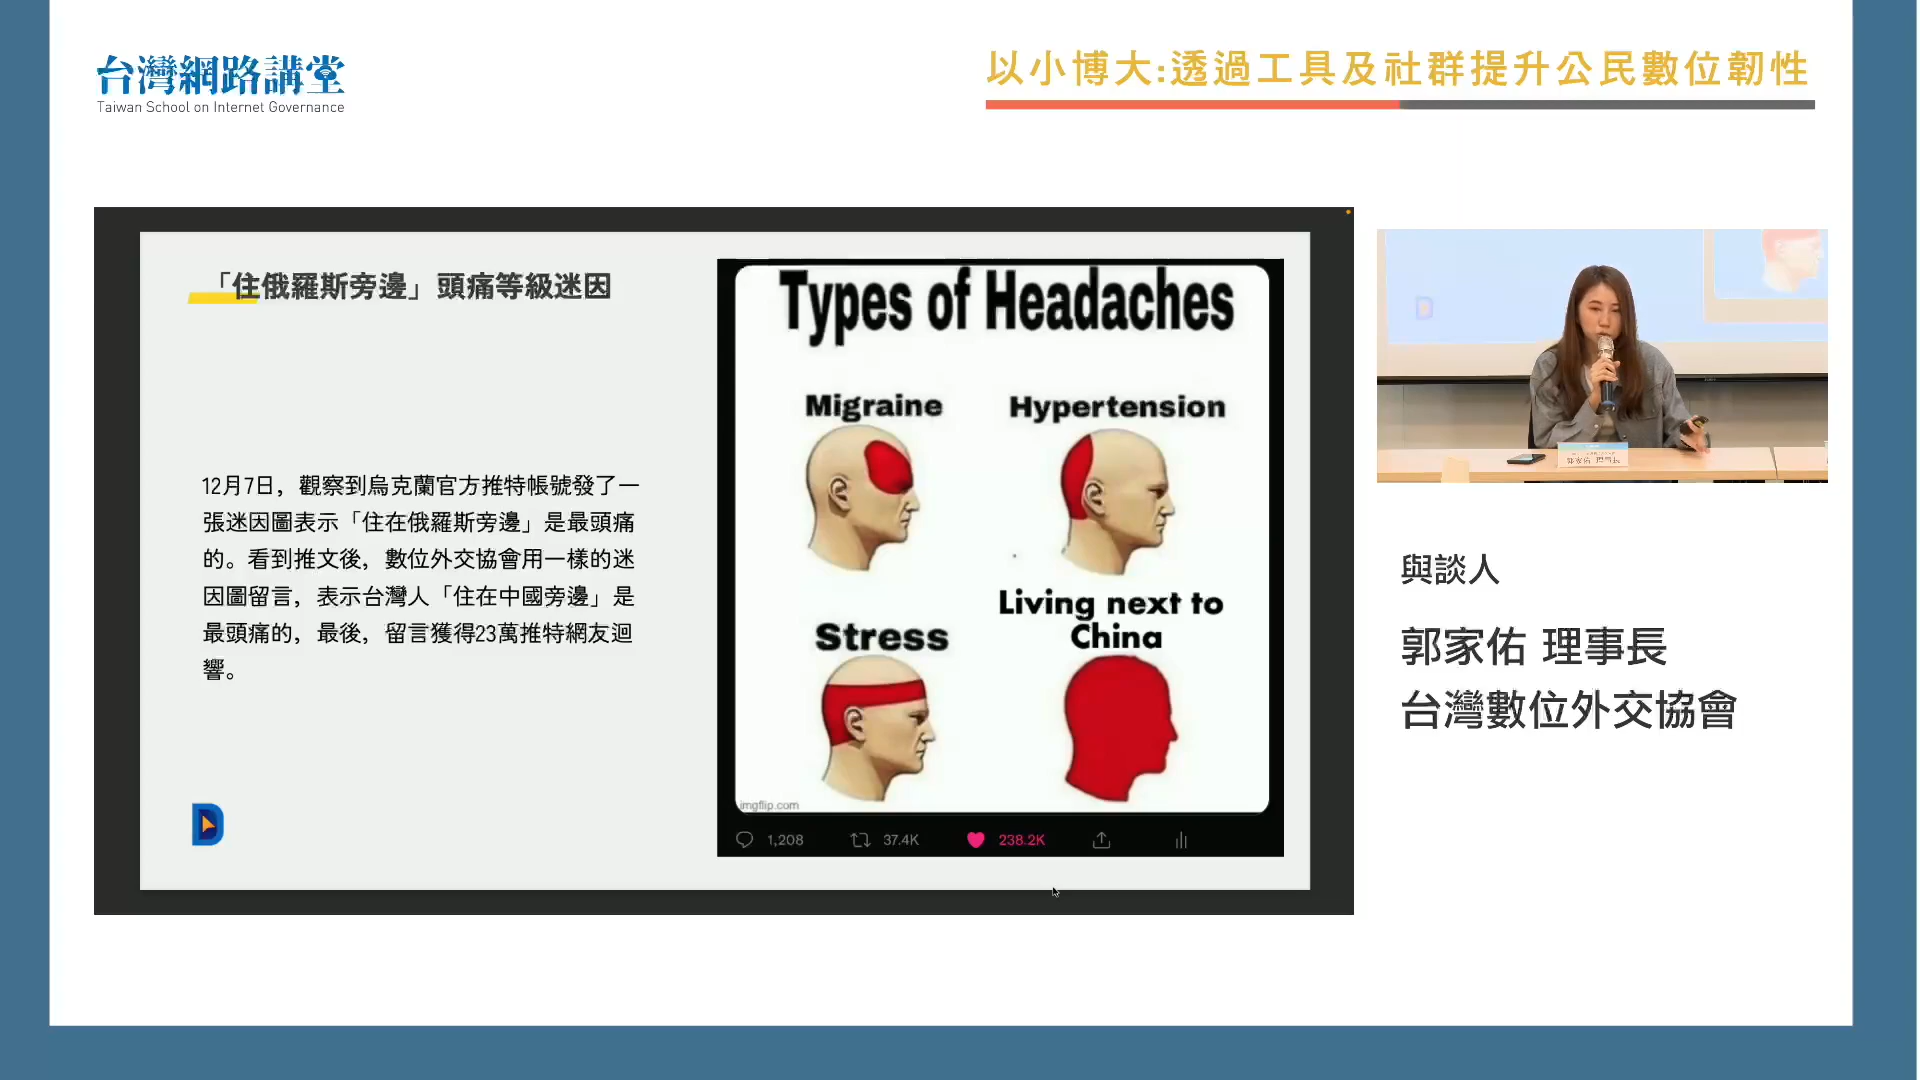 台灣網路講堂
Taiwan School on Internet Governance
以小博大:透過工具及社群提升公民數位韌性
「住俄羅斯旁邊」頭痛等級迷因
12月7日，觀察到烏克蘭官方推特帳號發了一
張迷因圖表示「住在俄羅斯旁邊」是最頭痛
的。看到推文後，數位外交協會用一樣的迷
因圖留言，表示台灣人「住在中國旁邊」是
最頭痛的，最後，留言獲得23萬推特網友迴
響。
D
Types of Headaches
Migraine
Hypertension
Stress
Living next to
China
imgflip.com
1,208
37.4K
238.2K
郭家佑 理事長
與談人
郭家佑 理事長
台灣數位外交協會